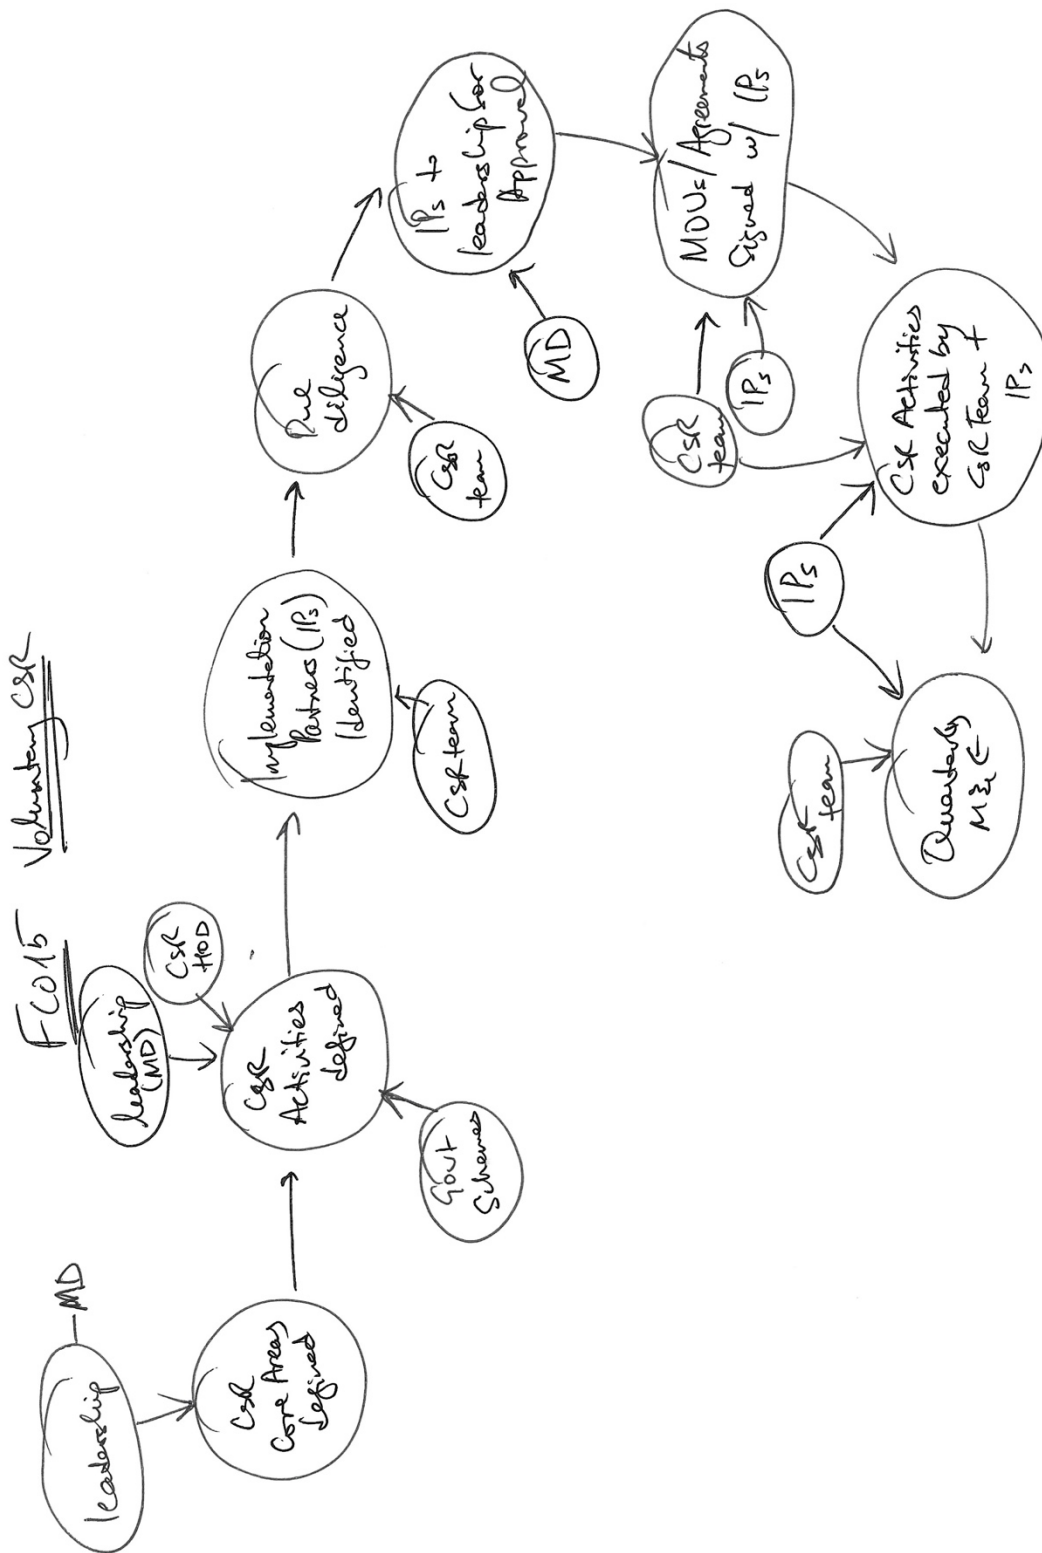 FC015 Voluntary CSR
leadership — MD
CSR
Core Areas
defined
leadership
(MD)
CSR
HOD
CSR
Activities
defined
Govt
Schemes
Implementation
Partners (IPs)
Identified
CSR team
Due
diligence
CSR
team
IPs to
leadership for
Approval
MD
MOUs/Agreements
Signed w/ IPs
CSR
team
IPs
CSR Activities
executed by
CSR Team +
IPs
IPs
CSR
team
Quarterly
M & E